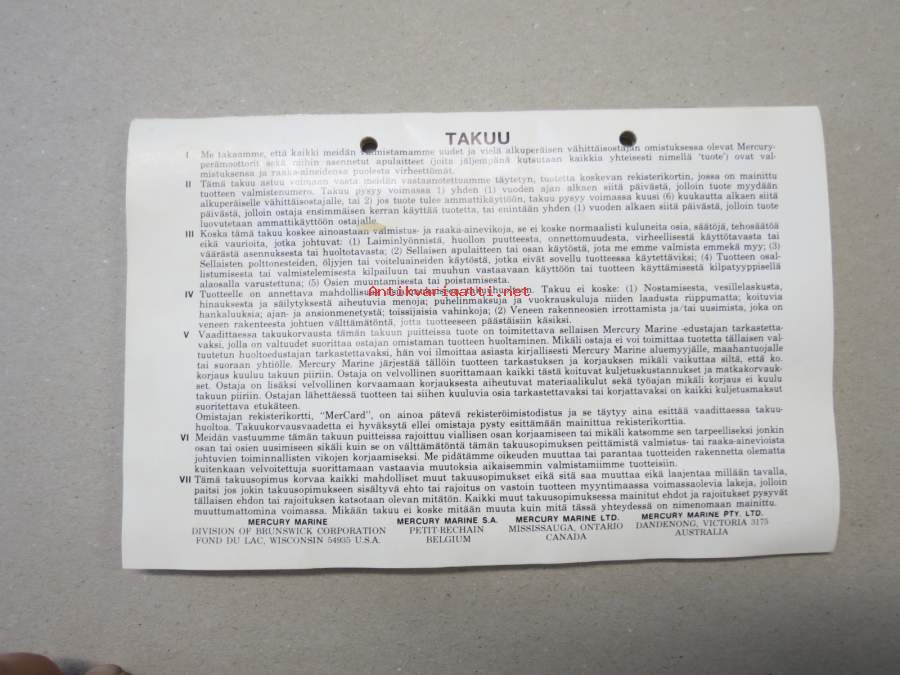 TAKUU
I Me takaamme, että kaikki meidän valmistamamme uudet ja vielä alkuperäisen vähittäisostajan omistuksessa olevat Mercury-
perämoottorit sekä niihin asennetut apulaitteet (joita jäljempänä kutsutaan kaikkia yhteisesti nimellä 'tuote') ovat val-
mistuksensa ja raaka-aineidensa puolesta virheettömät.
II Tämä takuu astuu voimaan vasta meidän vastaanotettuamme täytetyn, tuotetta koskevan rekisterikortin, jossa on mainittu
tuotteen valmistenumero. Takuu pysyy voimassa 1) yhden (1) vuoden ajan alkaen siitä päivästä, jolloin tuote myydään
alkuperäiselle vähittäisostajalle, tai 2) jos tuote tulee ammattikäyttöön, takuu pysyy voimassa kuusi (6) kuukautta alkaen siitä
päivästä, jolloin ostaja ensimmäisen kerran käyttää tuotetta, tai enintään yhden (1) vuoden alkaen siitä päivästä, jolloin tuote
luovutetaan ammattikäyttöön ostajalle.
III Koska tämä takuu koskee ainoastaan valmistus- ja raaka-ainevikoja, se ei koske normaalisti kuluneita osia, säätöjä, tehosäätöä
eikä vaurioita, jotka johtuvat: (1) Laiminlyönnistä, huollon puutteesta, onnettomuudesta, virheellisestä käyttötavasta tai
väärästä asennuksesta tai huoltotavasta; (2) Sellaisen apulaitteen tai osan käytöstä, jota me emme valmista emmekä myy; (3)
Sellaisten polttonesteiden, öljyjen tai voiteluaineiden käytöstä, jotka eivät sovellu tuotteessa käytettäviksi; (4) Tuotteen osal-
listumisesta tai valmistelemisesta kilpailuun tai muuhun vastaavaan käyttöön tai tuotteen käyttämisestä kilpatyyppisellä
alaosalla varustettuna; (5) Osien muuntamisesta tai poistamisesta.
Antikvariaatti.net
IV Tuotteelle on annettava mahdollisuus Takuu ei koske: (1) Nostamisesta, vesillelaskusta,
hinauksesta ja säilytyksestä aiheutuvia menoja; puhelinmaksuja ja vuokrauskuluja niiden laadusta riippumatta; koituvia
hankaluuksia; ajan- ja ansionmenetystä; toissijaisia vahinkoja; (2) Veneen rakenneosien irrottamista ja/tai uusimista, joka on
veneen rakenteesta johtuen välttämätöntä, jotta tuotteeseen päästäisiin käsiksi.
V Vaadittaessa takuukorvausta tämän takuun puitteissa tuote on toimitettava sellaisen Mercury Marine -edustajan tarkastetta-
vaksi, jolla on valtuudet suorittaa ostajan omistaman tuotteen huoltaminen. Mikäli ostaja ei voi toimittaa tuotetta tällaisen val-
tuutetun huoltoedustajan tarkastettavaksi, hän voi ilmoittaa asiasta kirjallisesti Mercury Marine aluemyyjälle, maahantuojalle
tai suoraan yhtiölle. Mercury Marine järjestää tällöin tuotteen tarkastuksen ja korjauksen mikäli vaikuttaa siltä, että ko.
korjaus kuuluu takuun piiriin. Ostaja on velvollinen suorittamaan kaikki tästä koituvat kuljetuskustannukset ja matkakorvauk-
set. Ostaja on lisäksi velvollinen korvaamaan korjauksesta aiheutuvat materiaalikulut sekä työajan mikäli korjaus ei kuulu
takuun piiriin. Ostajan lähettäessä tuotteen tai siihen kuuluvia osia tarkastettavaksi tai korjattavaksi on kaikki kuljetusmaksut
suoritettava etukäteen.
Omistajan rekisterikortti, "MerCard", on ainoa pätevä rekisteröimistodistus ja se täytyy aina esittää vaadittaessa takuu-
huoltoa. Takuukorvausvaadetta ei hyväksytä ellei omistaja pysty esittämään mainittua rekisterikorttia.
VI Meidän vastuumme tämän takuun puitteissa rajoittuu viallisen osan korjaamiseen tai mikäli katsomme sen tarpeelliseksi jonkin
osan tai osien uusimiseen sikäli kuin se on välttämätöntä tämän takuusopimuksen peittämistä valmistus- tai raaka-ainevioista
johtuvien toiminnallisten vikojen korjaamiseksi. Me pidätämme oikeuden muuttaa tai parantaa tuotteiden rakennetta olematta
kuitenkaan velvoitettuja suorittamaan vastaavia muutoksia aikaisemmin valmistamiimme tuotteisiin.
VII Tämä takuusopimus korvaa kaikki mahdolliset muut takuusopimukset eikä sitä saa muuttaa eikä laajentaa millään tavalla,
paitsi jos jokin takuusopimukseen sisältyvä ehto tai rajoitus on vastoin tuotteen myyntimaassa voimassaolevia lakeja, jolloin
tällaisen ehdon tai rajoituksen katsotaan olevan mitätön. Kaikki muut takuusopimuksessa mainitut ehdot ja rajoitukset pysyvät
muuttumattomina voimassa. Mikään takuu ei koske mitään muuta kuin mitä tässä yhteydessä on nimenomaan mainittu.
MERCURY MARINE
DIVISION OF BRUNSWICK CORPORATION
FOND DU LAC, WISCONSIN 54935 U.S.A.
MERCURY MARINE S.A.
PETIT-RECHAIN
BELGIUM
MERCURY MARINE LTD.
MISSISSAUGA, ONTARIO
CANADA
MERCURY MARINE PTY. LTD.
DANDENONG, VICTORIA 3175
AUSTRALIA